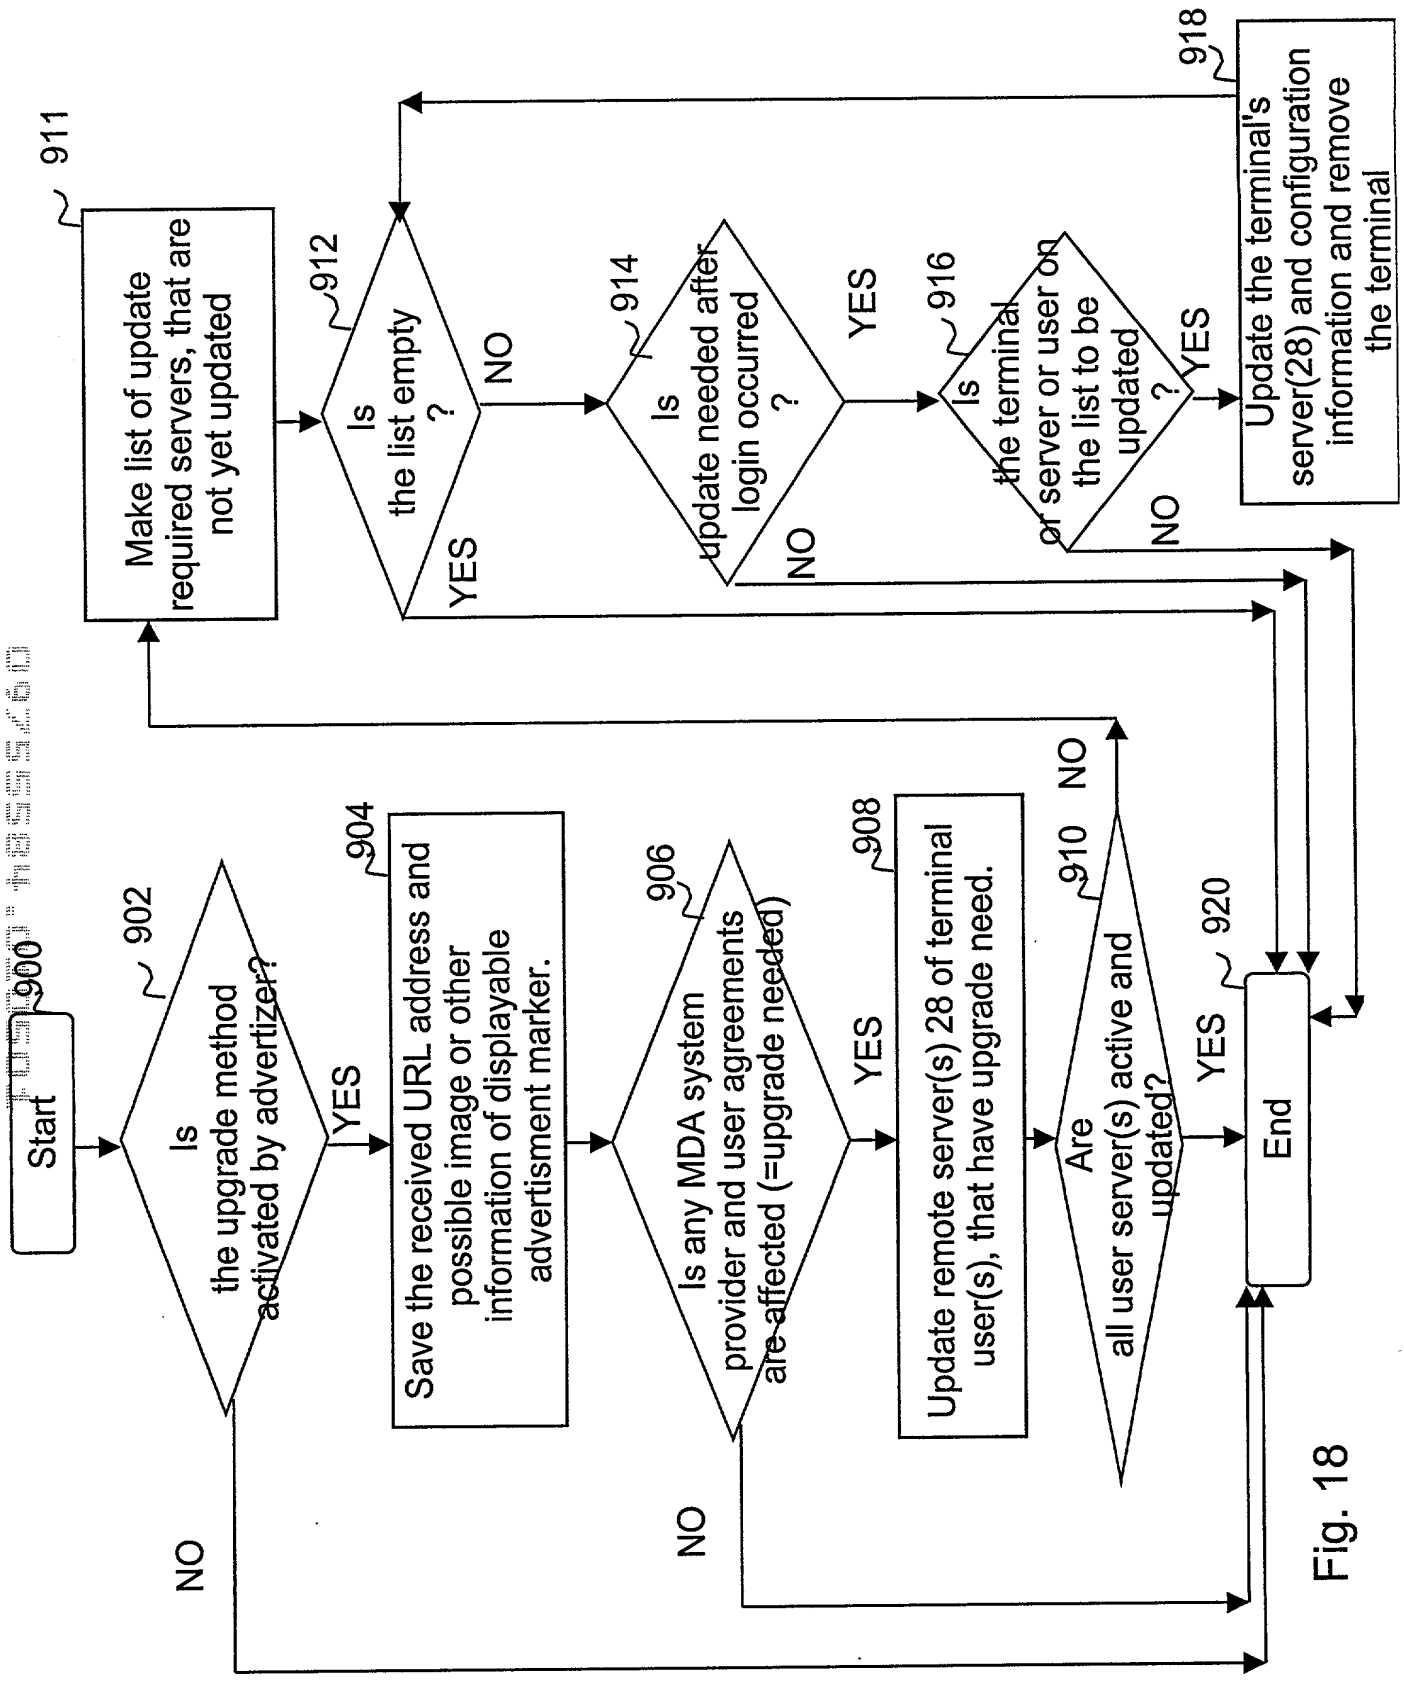 900
Start
902
Is
the upgrade method
activated by advertizer?
NO
YES
904
Save the received URL address and
possible image or other
information of displayable
advertisment marker.
906
Is any MDA system
provider and user agreements
are affected (=upgrade needed)
NO
YES
908
Update remote server(s) 28 of terminal
user(s), that have upgrade need.
910
Are
all user server(s) active and
updated?
NO
YES
920
End
911
Make list of update
required servers, that are
not yet updated
912
Is
the list empty
?
YES
NO
914
Is
update needed after
login occurred
?
NO
YES
916
Is
the terminal
or server or user on
the list to be
updated
?
NO
YES
918
Update the terminal's
server(28) and configuration
information and remove
the terminal
Fig. 18